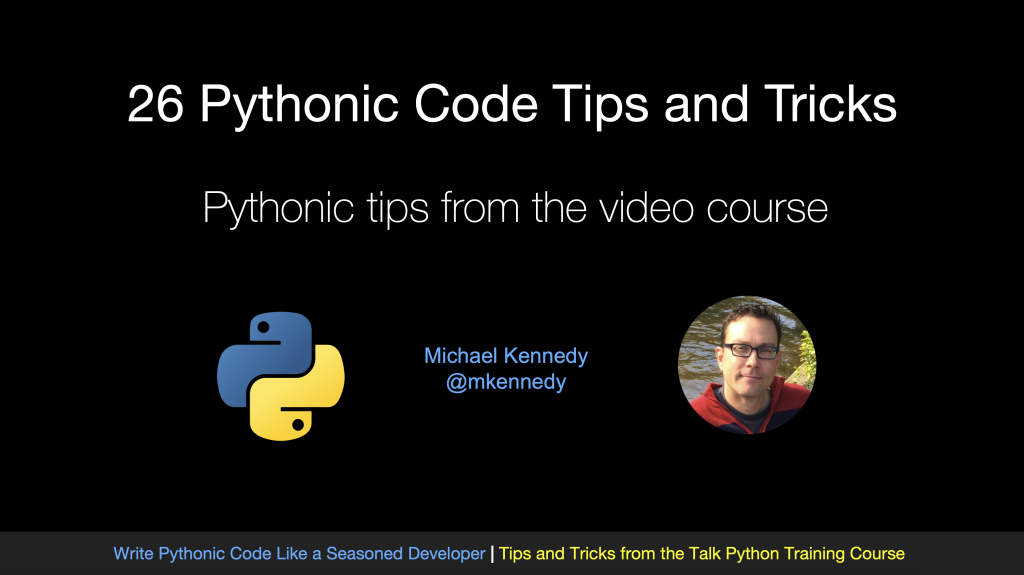 26 Pythonic Code Tips and Tricks
Pythonic tips from the video course
Michael Kennedy
@mkennedy
Write Pythonic Code Like a Seasoned Developer | Tips and Tricks from the Talk Python Training Course